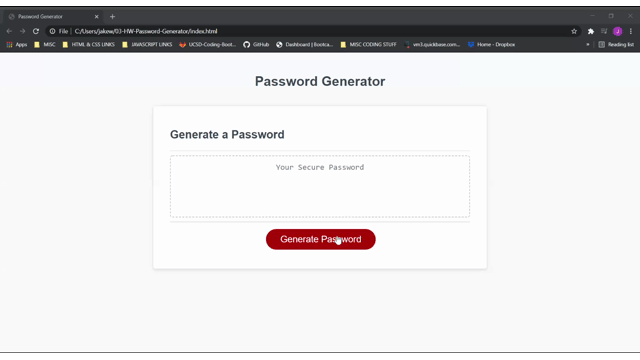 Password Generator
File | C:/Users/jakew/03-HW-Password-Generator/index.html
Apps MISC HTML & CSS LINKS JAVASCRIPT LINKS UCSD-Coding-Boot... GitHub Dashboard | Bootca... MISC CODING STUFF ven3.quickbase.com... Home - Dropbox » Reading list
Password Generator
Generate a Password
Your Secure Password
Generate Password